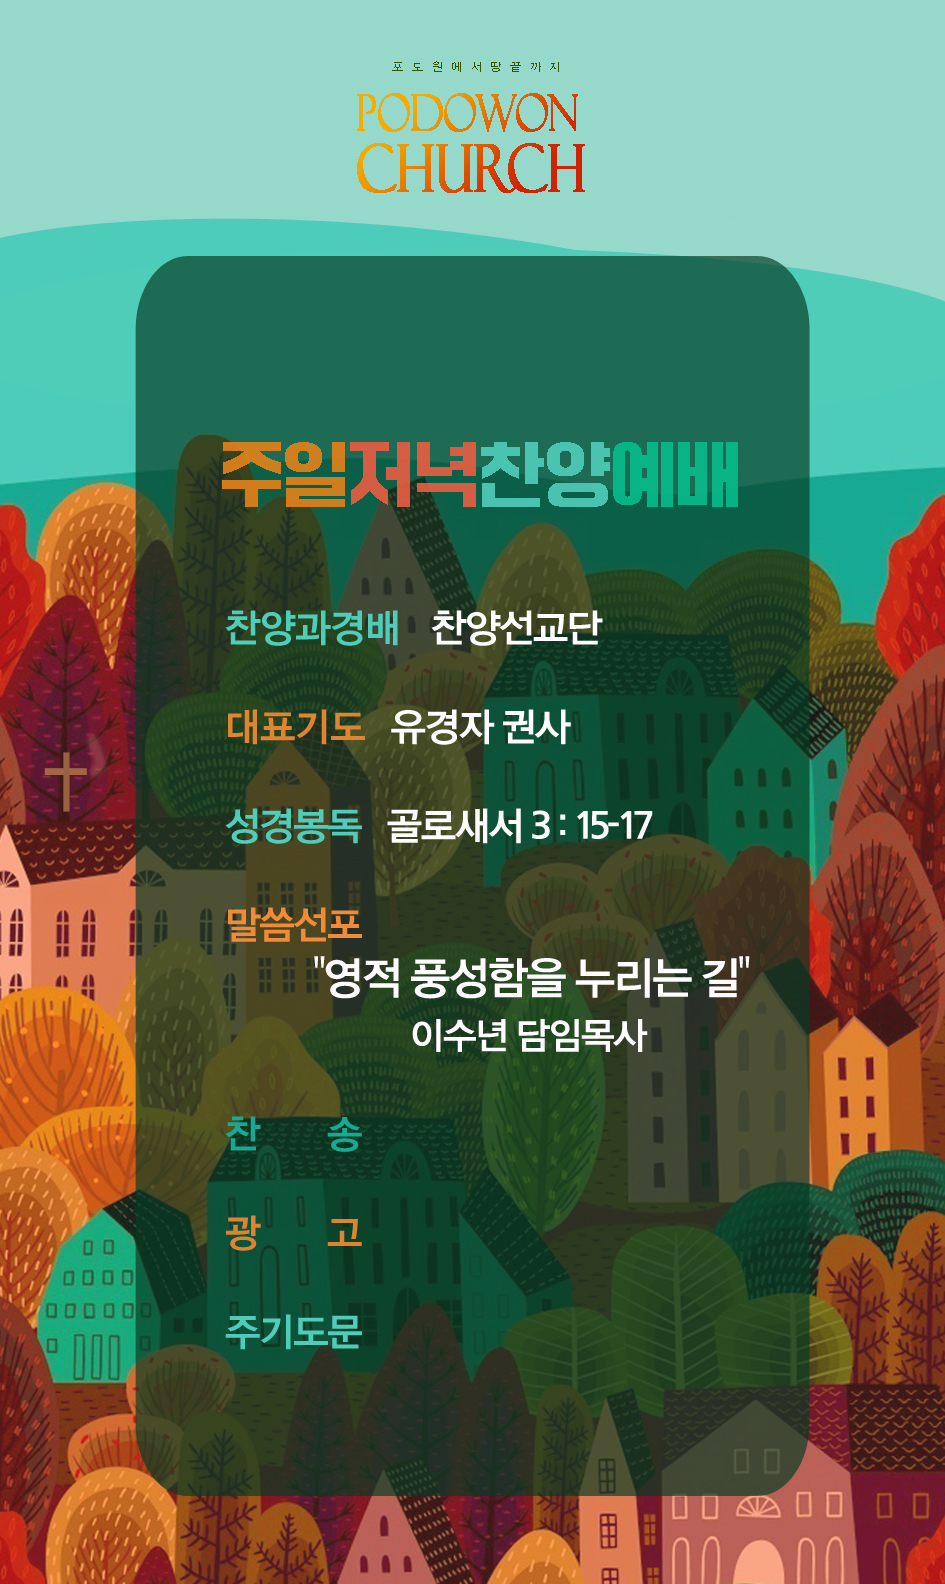 포도원에서땅끝까지
PODOWON
CHURCH
주일저녁찬양예배
찬양과경배 찬양선교단
대표기도 유경자 권사
성경봉독 골로새서 3 : 15-17
말씀선포
"영적 풍성함을 누리는 길"
이수년 담임목사
찬 송
광 고
주기도문